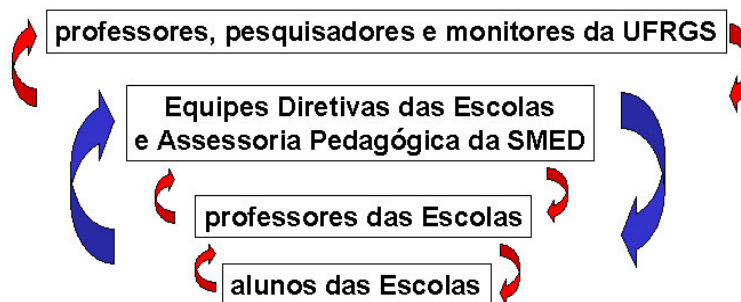 professores, pesquisadores e monitores da UFRGS
Equipes Diretivas das Escolas
e Assessoria Pedagógica da SMED
professores das Escolas
alunos das Escolas